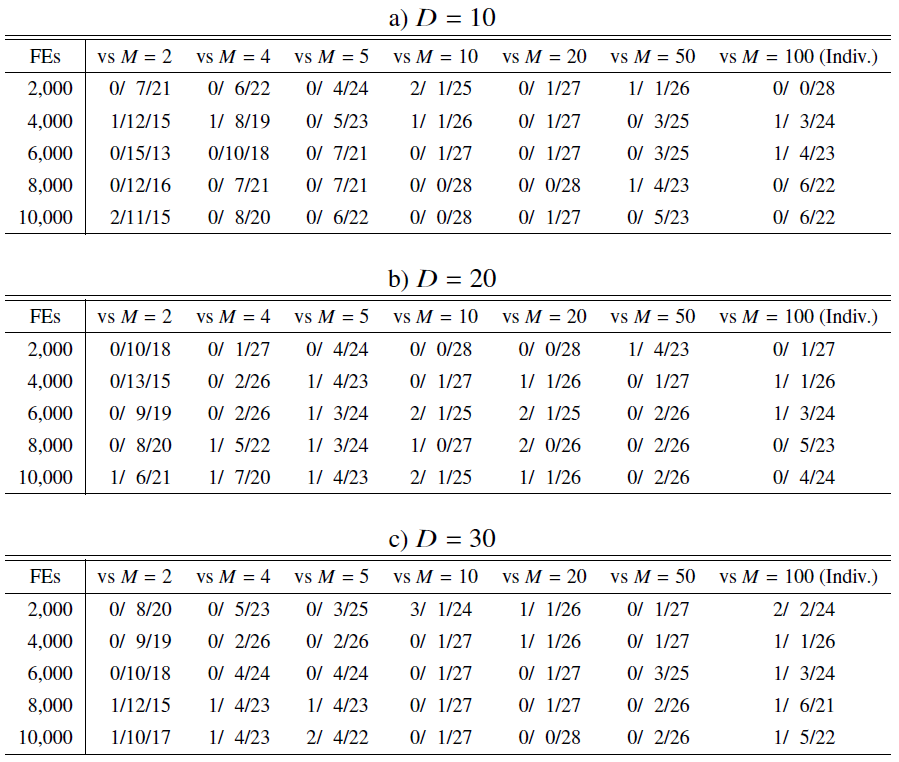 a) D = 10
FEs vs M = 2 vs M = 4 vs M = 5 vs M = 10 vs M = 20 vs M = 50 vs M = 100 (Indiv.)
2,000 0/ 7/21 0/ 6/22 0/ 4/24 2/ 1/25 0/ 1/27 1/ 1/26 0/ 0/28
4,000 1/12/15 1/ 8/19 0/ 5/23 1/ 1/26 0/ 1/27 0/ 3/25 1/ 3/24
6,000 0/15/13 0/10/18 0/ 7/21 0/ 1/27 0/ 1/27 0/ 3/25 1/ 4/23
8,000 0/12/16 0/ 7/21 0/ 7/21 0/ 0/28 0/ 0/28 1/ 4/23 0/ 6/22
10,000 2/11/15 0/ 8/20 0/ 6/22 0/ 0/28 0/ 1/27 0/ 5/23 0/ 6/22
b) D = 20
FEs vs M = 2 vs M = 4 vs M = 5 vs M = 10 vs M = 20 vs M = 50 vs M = 100 (Indiv.)
2,000 0/10/18 0/ 1/27 0/ 4/24 0/ 0/28 0/ 0/28 1/ 4/23 0/ 1/27
4,000 0/13/15 0/ 2/26 1/ 4/23 0/ 1/27 1/ 1/26 0/ 1/27 1/ 1/26
6,000 0/ 9/19 0/ 2/26 1/ 3/24 2/ 1/25 2/ 1/25 0/ 2/26 1/ 3/24
8,000 0/ 8/20 1/ 5/22 1/ 3/24 1/ 0/27 2/ 0/26 0/ 2/26 0/ 5/23
10,000 1/ 6/21 1/ 7/20 1/ 4/23 2/ 1/25 1/ 1/26 0/ 2/26 0/ 4/24
c) D = 30
FEs vs M = 2 vs M = 4 vs M = 5 vs M = 10 vs M = 20 vs M = 50 vs M = 100 (Indiv.)
2,000 0/ 8/20 0/ 5/23 0/ 3/25 3/ 1/24 1/ 1/26 0/ 1/27 2/ 2/24
4,000 0/ 9/19 0/ 2/26 0/ 2/26 0/ 1/27 1/ 1/26 0/ 1/27 1/ 1/26
6,000 0/10/18 0/ 4/24 0/ 4/24 0/ 1/27 0/ 1/27 0/ 3/25 1/ 3/24
8,000 1/12/15 1/ 4/23 1/ 4/23 0/ 1/27 0/ 1/27 0/ 2/26 1/ 6/21
10,000 1/10/17 1/ 4/23 2/ 4/22 0/ 1/27 0/ 0/28 0/ 2/26 1/ 5/22